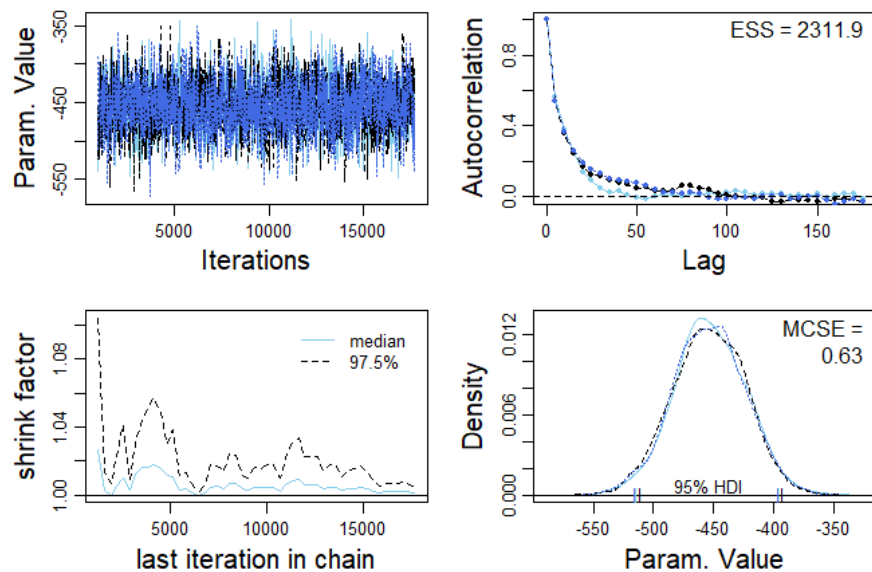 Param. Value
-350
-450
-550
5000
10000
15000
Iterations
Autocorrelation
0.8
0.4
0.0
ESS = 2311.9
0
50
100
150
Lag
shrink factor
1.08
1.04
1.00
median
97.5%
5000
10000
15000
last iteration in chain
Density
0.012
0.006
0.000
MCSE =
0.63
95% HDI
-550
-500
-450
-400
-350
Param. Value